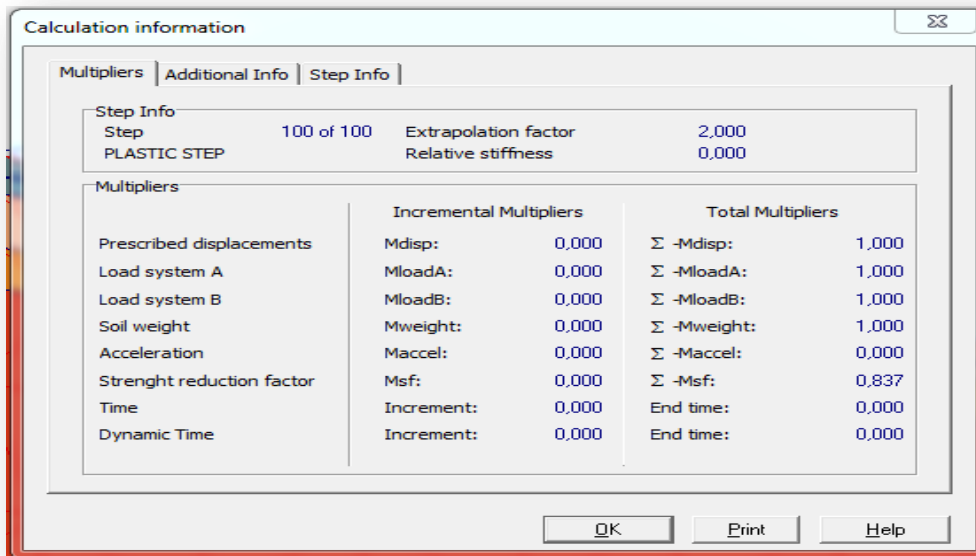 Calculation information
Multipliers Additional Info Step Info
Step Info
Step 100 of 100 Extrapolation factor 2,000
PLASTIC STEP Relative stiffness 0,000
Multipliers
Incremental Multipliers Total Multipliers
Prescribed displacements Mdisp: 0,000 Σ -Mdisp: 1,000
Load system A MloadA: 0,000 Σ -MloadA: 1,000
Load system B MloadB: 0,000 Σ -MloadB: 1,000
Soil weight Mweight: 0,000 Σ -Mweight: 1,000
Acceleration Maccel: 0,000 Σ -Maccel: 0,000
Strenght reduction factor Msf: 0,000 Σ -Msf: 0,837
Time Increment: 0,000 End time: 0,000
Dynamic Time Increment: 0,000 End time: 0,000
OK Print Help